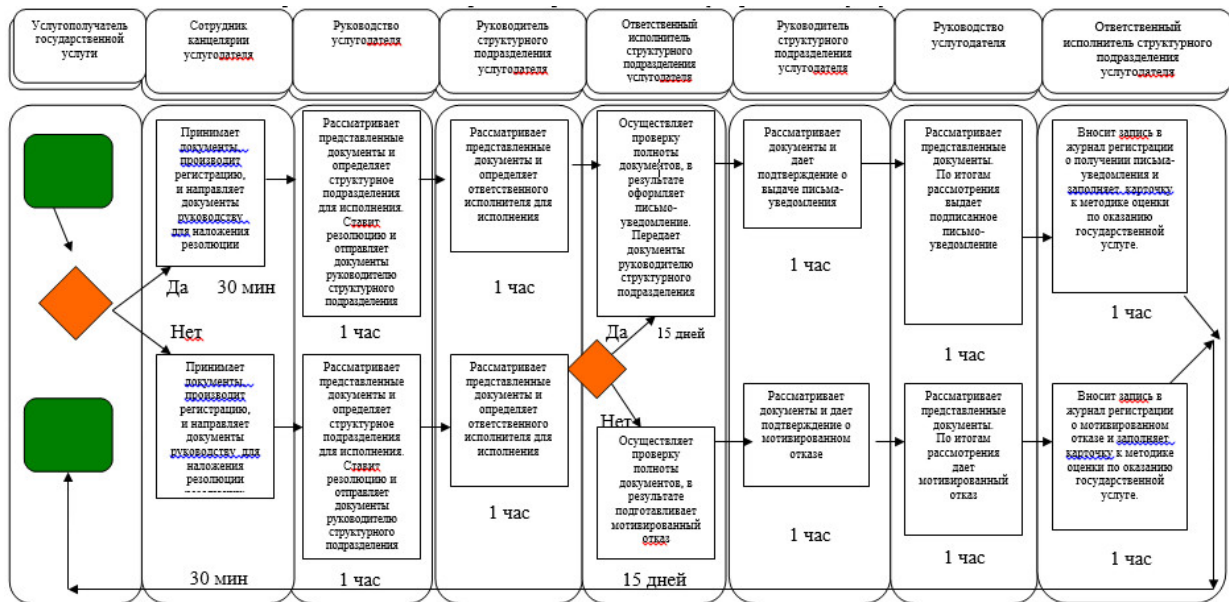 Услугополучатель
государственной
услуги
Сотрудник
канцелярии
услугодателя
Руководство
услугодателя
Руководитель
структурного
подразделения
услугодателя
Ответственный
исполнитель
структурного
подразделения
услугодателя
Руководитель
структурного
подразделения
услугодателя
Руководство
услугодателя
Ответственный
исполнитель структурного
подразделения
услугодателя
Принимает
документы,
производит
регистрацию,
и направляет
документы
руководству
для наложения
резолюции
Да
30 мин
Рассматривает
представленные
документы и
определяет
структурное
подразделения
для исполнения.
Ставит
резолюцию и
отправляет
документы
руководителю
структурного
подразделения
1 час
Рассматривает
представленные
документы и
определяет
ответственного
исполнителя для
исполнения
1 час
Осуществляет
проверку
полноты
документов, в
результате
оформляет
письмо-
уведомление.
Передает
документы
руководителю
структурного
подразделения
Да
15 дней
Рассматривает
документы и
дает
подтверждение о
выдаче письма-
уведомления
1 час
Рассматривает
представленные
документы.
По итогам
рассмотрения
выдает
подписанное
письмо-
уведомление
1 час
Вносит запись в
журнал регистрации
о получении письма-
уведомления и
заполняет карточку
к методике оценки
по оказанию
государственной
услуге.
1 час
Нет
Принимает
документы,
производит
регистрацию,
и направляет
документы
руководству для
наложения
резолюции
30 мин
Рассматривает
представленные
документы и
определяет
структурное
подразделения
для исполнения.
Ставит
резолюцию и
отправляет
документы
руководителю
структурного
подразделения
1 час
Рассматривает
представленные
документы и
определяет
ответственного
исполнителя для
исполнения
1 час
Нет
Осуществляет
проверку
полноты
документов, в
результате
подготавливает
мотивированный
отказ
15 дней
Рассматривает
документы и дает
подтверждение о
мотивированном
отказе
1 час
Рассматривает
представленные
документы.
По итогам
рассмотрения
дает
мотивированный
отказ
1 час
Вносит запись в
журнал регистрации
о мотивированном
отказе и заполняет
карточку к методике
оценки по оказанию
государственной
услуге.
1 час